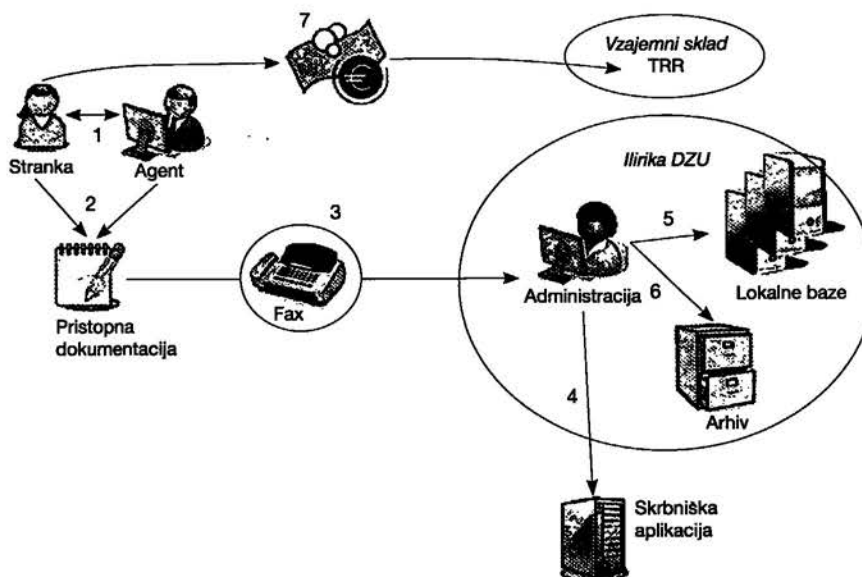 7
Vzajemni sklad
TRR
1
Stranka
Agent
Ilirika DZU
2
3
5
Administracija
6
Lokalne baze
Fax
Pristopna
dokumentacija
4
Arhiv
Skrbniška
aplikacija